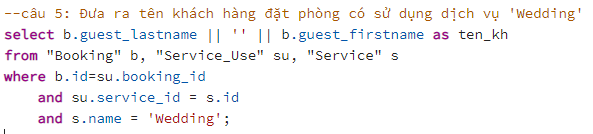 --câu 5: Đưa ra tên khách hàng đặt phòng có sử dụng dịch vụ 'Wedding'
select b.guest_lastname || '' || b.guest_firstname as ten_kh
from "Booking" b, "Service_Use" su, "Service" s
where b.id=su.booking_id
    and su.service_id = s.id
    and s.name = 'Wedding';